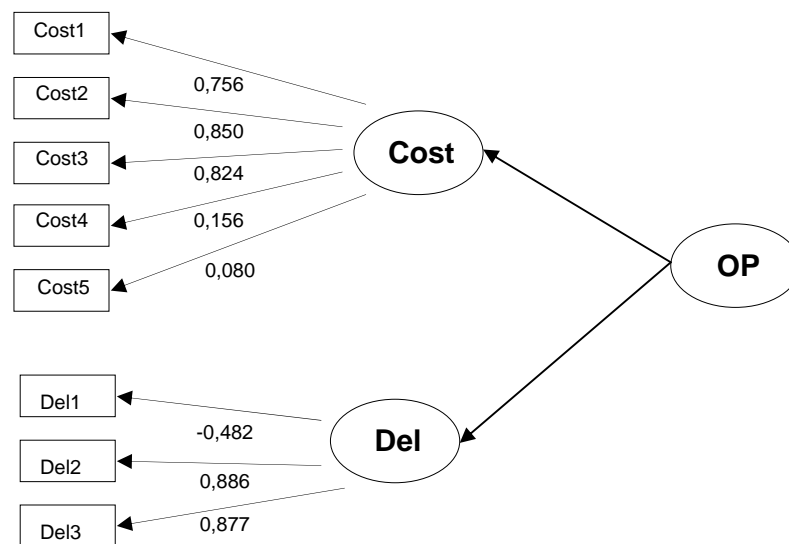 Cost1
0,756
Cost2
0,850
Cost3
Cost
0,824
Cost4
0,156
OP
Cost5
0,080
Del1
-0,482
Del
Del2
0,886
Del3
0,877